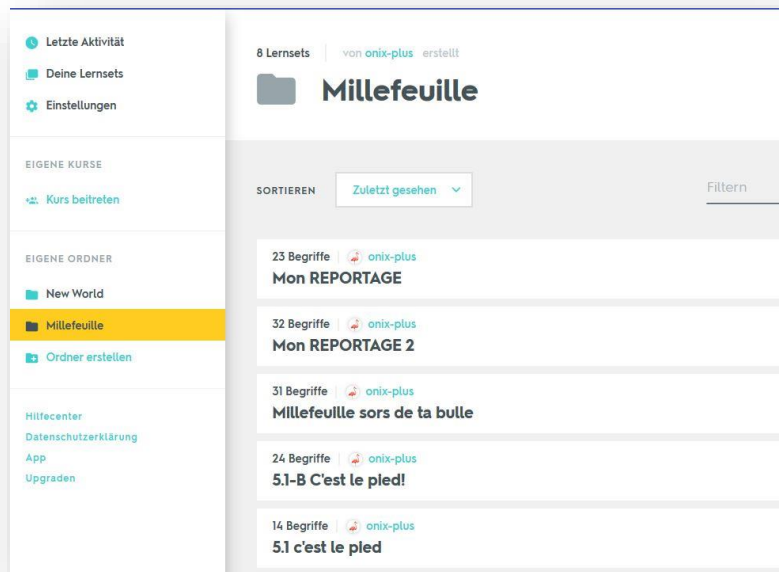 Letzte Aktivität
Deine Lernsets
Einstellungen
EIGENE KURSE
Kurs beitreten
EIGENE ORDNER
New World
Millefeuille
Ordner erstellen
Hilfecenter
Datenschutzerklärung
App
Upgraden
8 Lernsets von onix-plus erstellt
Millefeuille
SORTIEREN Zuletzt gesehen Filtern
23 Begriffe onix-plus
Mon REPORTAGE
32 Begriffe onix-plus
Mon REPORTAGE 2
31 Begriffe onix-plus
MIllefeuille sors de ta bulle
24 Begriffe onix-plus
5.1-B C'est le pied!
14 Begriffe onix-plus
5.1 c'est le pied